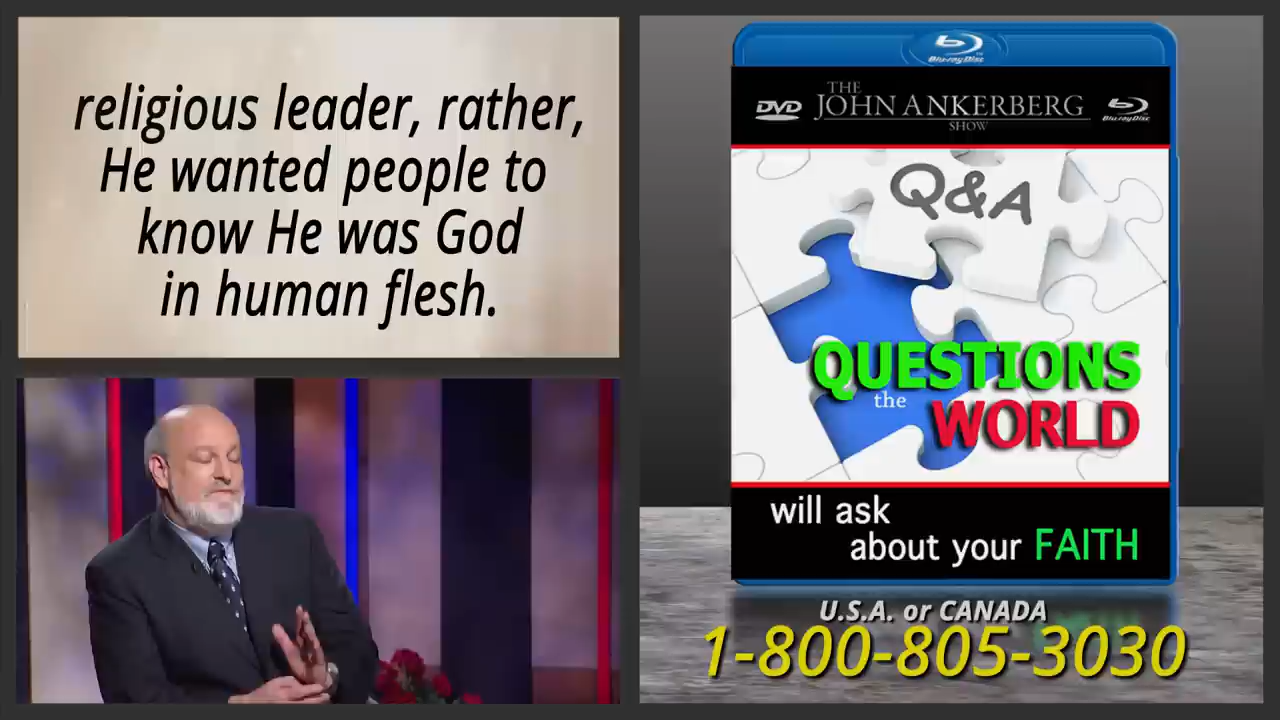 religious leader, rather,
He wanted people to
know He was God
in human flesh.
Blu-ray Disc
DVD
THE
JOHN ANKERBERG
SHOW
Blu-ray Disc
Q&A
QUESTIONS
the
WORLD
will ask
about your FAITH
U.S.A. or CANADA
1-800-805-3030